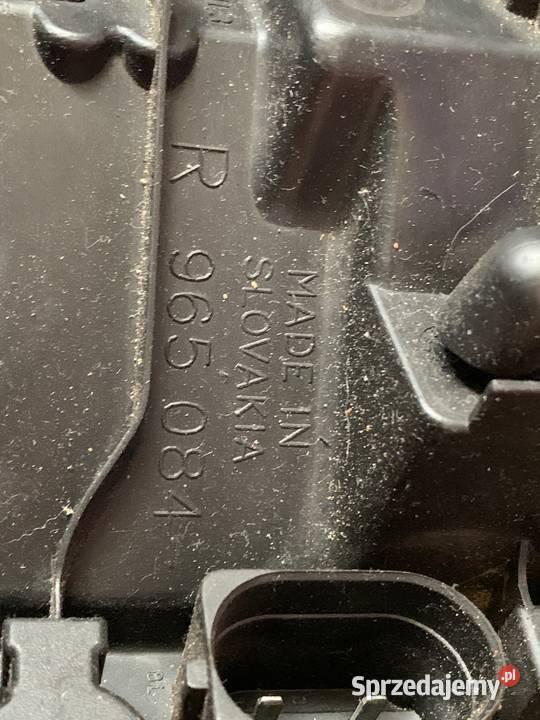 R 965 084
MADE IN
SLOVAKIA
Sprzedajemy.pl